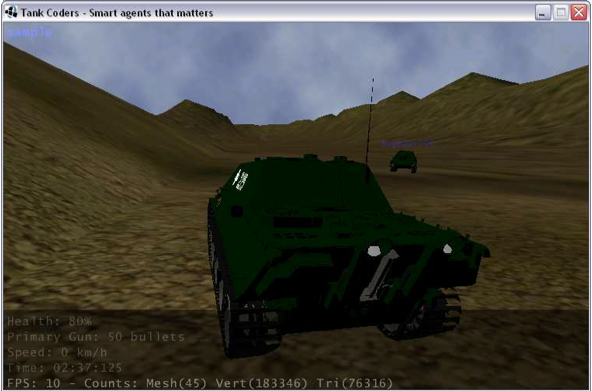 Tank Coders - Smart agents that matters
Health: 80%
Primary Gun: 50 bullets
Speed: 0 km/h
Time: 02:37:125
FPS: 10 - Counts: Mesh(45) Vert(183346) Tri(76316)